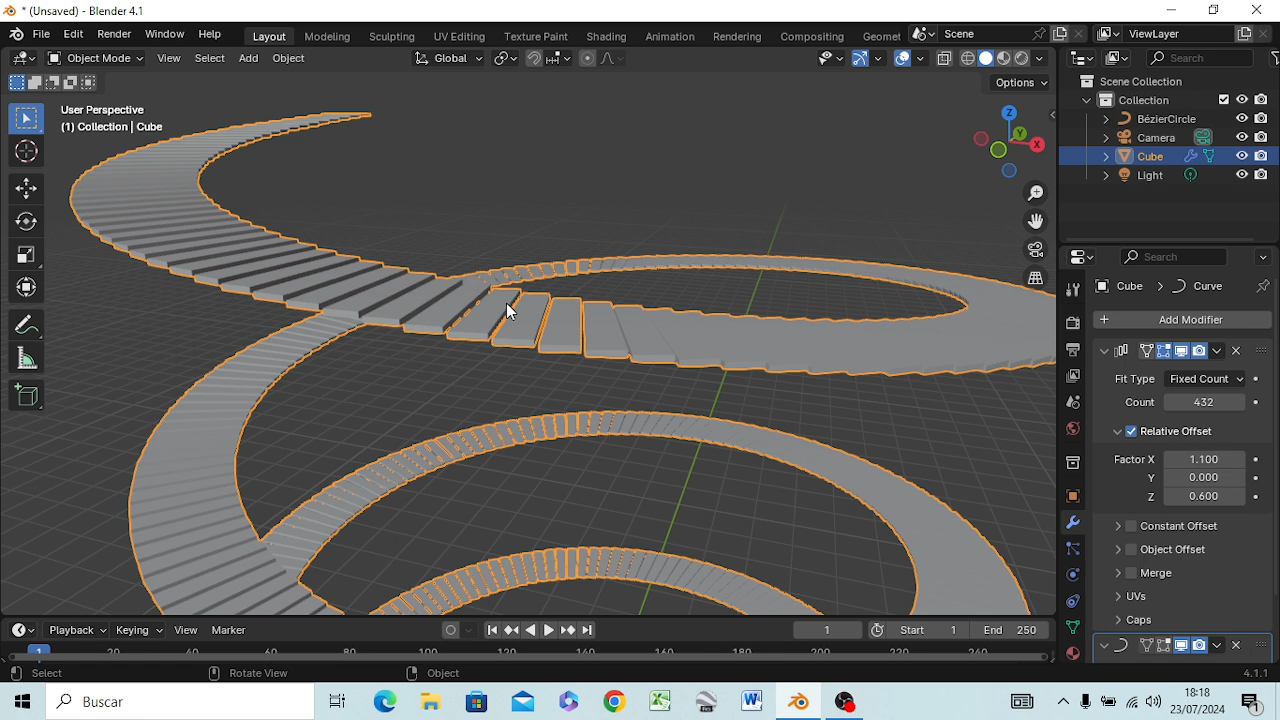 * (Unsaved) - Blender 4.1
File Edit Render Window Help Layout Modeling Sculpting UV Editing Texture Paint Shading Animation Rendering Compositing Geomet Scene ViewLayer
Object Mode View Select Add Object Global Search
Options
User Perspective
(1) Collection | Cube
Z
Y
X
Scene Collection
Collection
BézierCircle
Camera
Cube
Light
Search
Cube Curve
Add Modifier
Fit Type Fixed Count
Count 432
Relative Offset
Factor X 1.100
Y 0.000
Z 0.600
Constant Offset
Object Offset
Merge
UVs
Caps
Playback Keying View Marker 1 Start 1 End 250
1 20 40 60 80 100 120 140 160 180 200 220 240
Select Rotate View Object 4.1.1
Buscar
18:18
23/07/2024
1